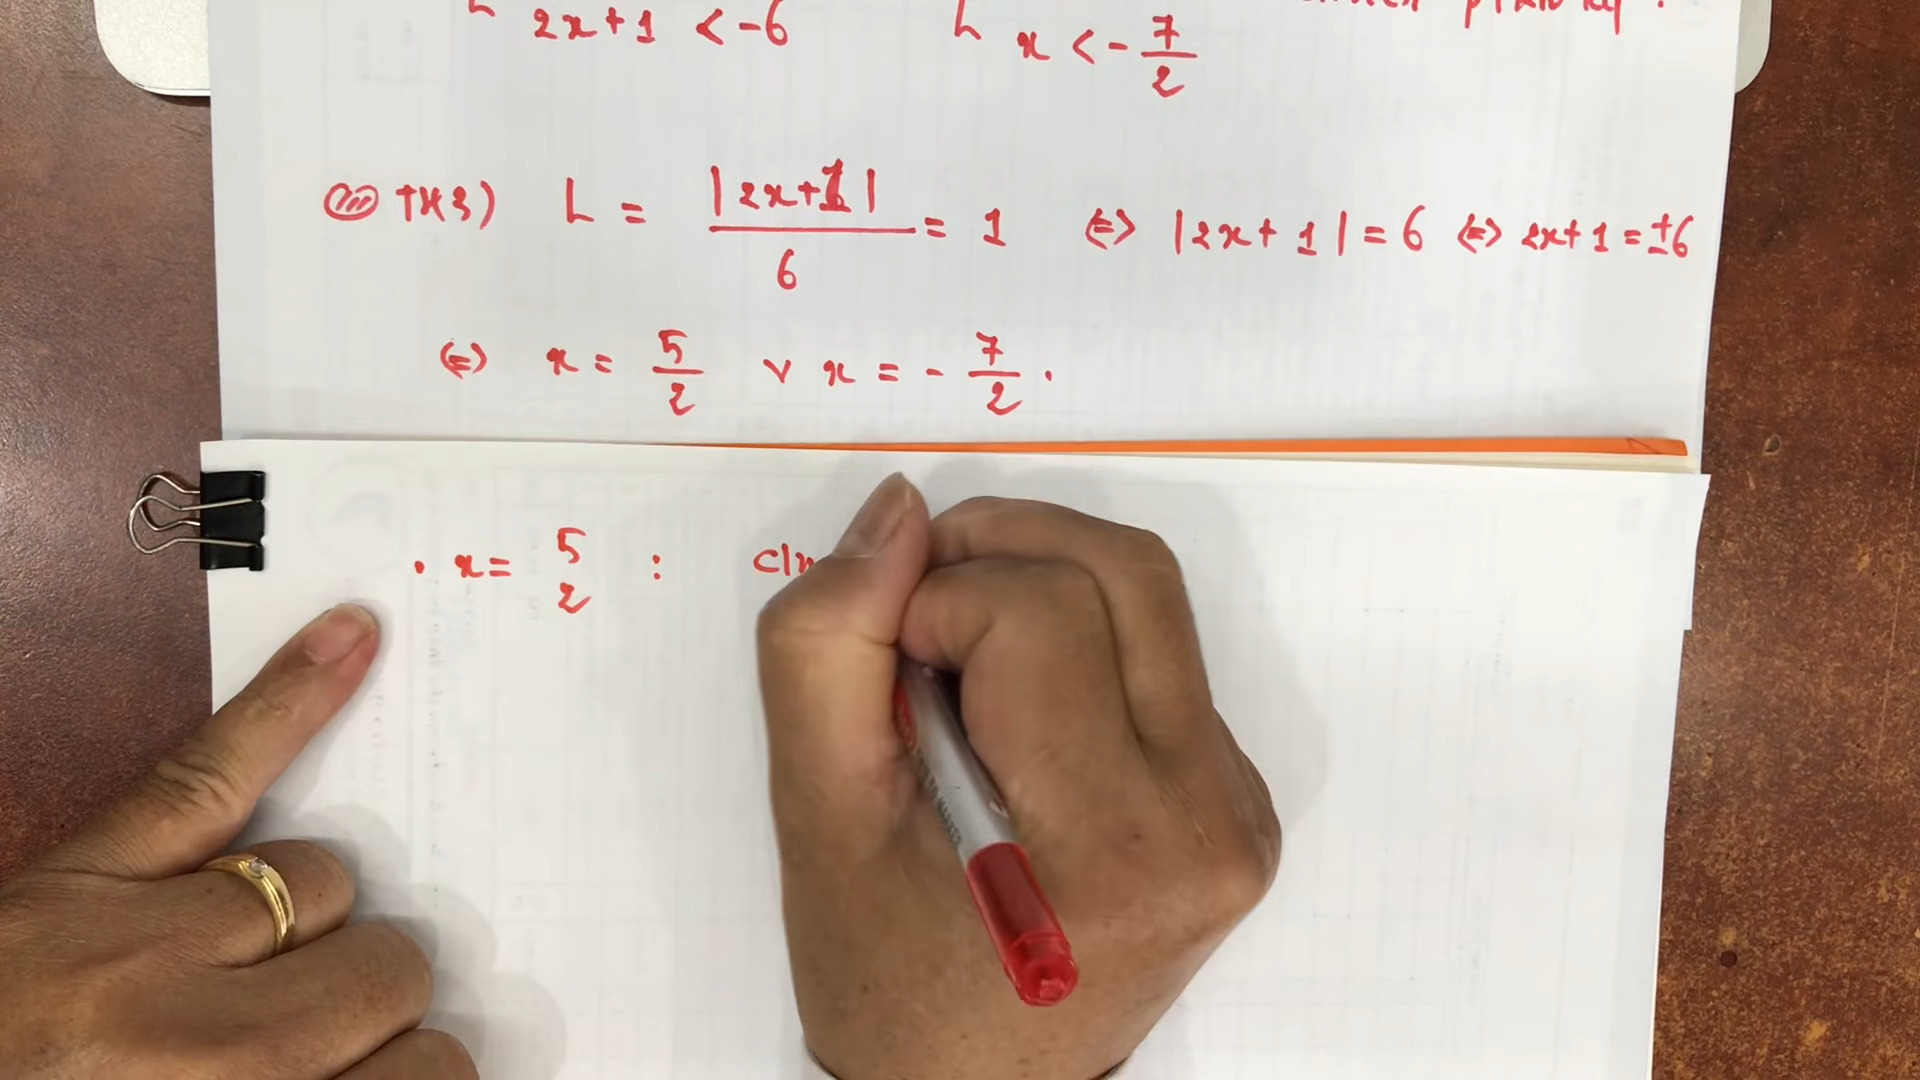 2x+1 < -6 x < - 7/2
TH3) L = |2x+1|/6 = 1 ⇔ |2x+1| = 6 ⇔ 2x+1 = ±6
⇔ x = 5/2 ∨ x = - 7/2 .
. x = 5/2 :